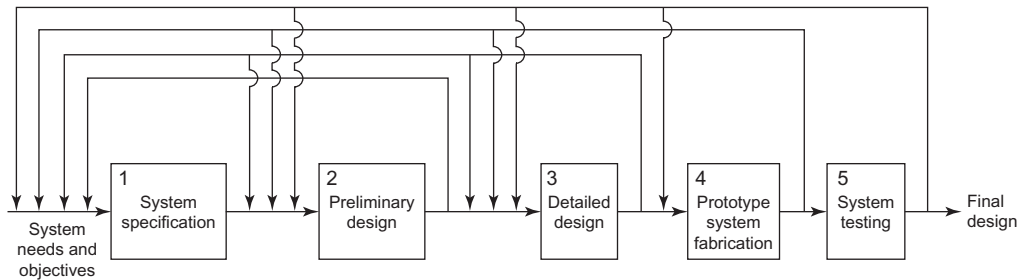 1
System
specification
2
Preliminary
design
3
Detailed
design
4
Prototype
system
fabrication
5
System
testing
Final
design
System
needs and
objectives